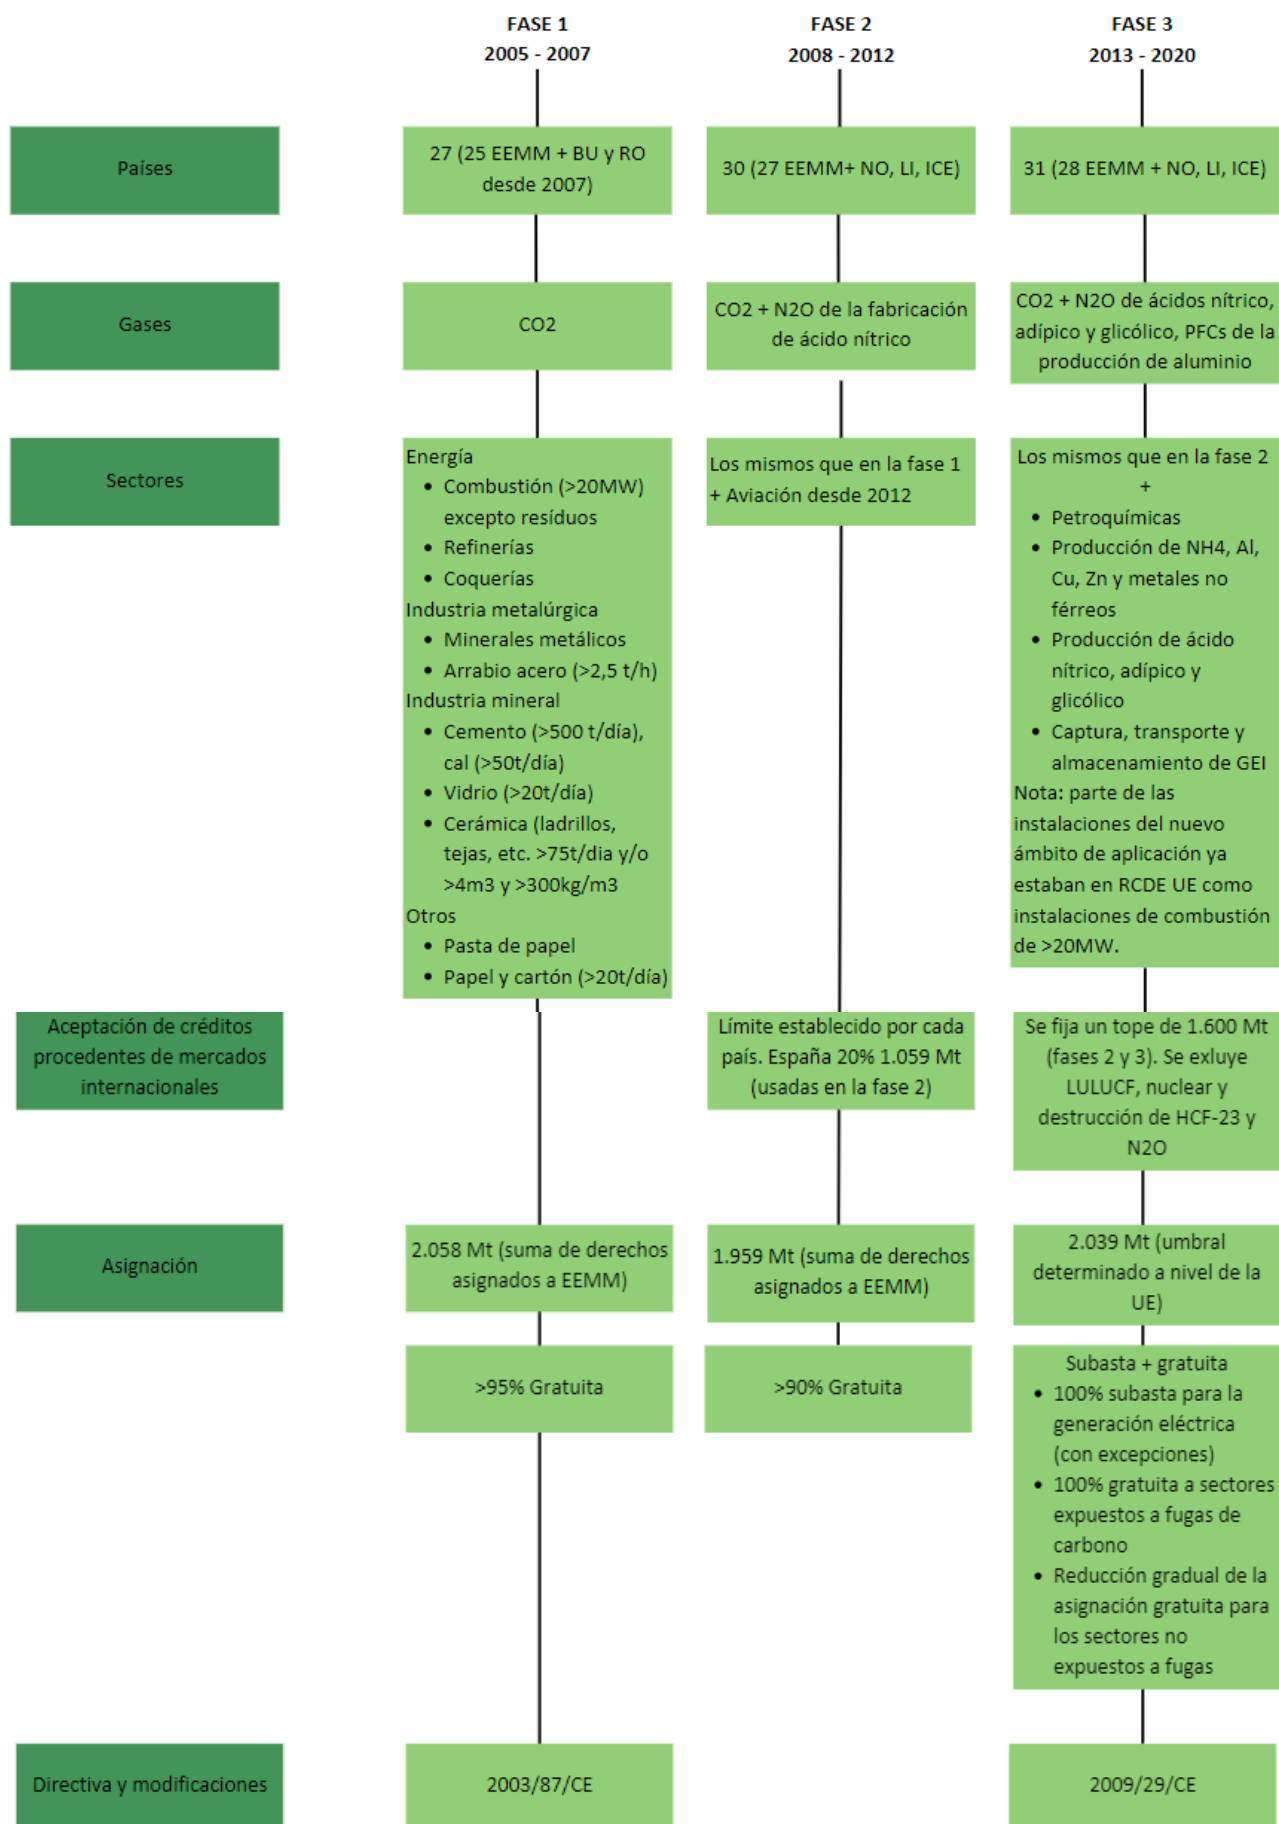 FASE 1
2005 - 2007
FASE 2
2008 - 2012
FASE 3
2013 - 2020
Países
27 (25 EEMM + BU y RO
desde 2007)
30 (27 EEMM+ NO, LI, ICE)
31 (28 EEMM + NO, LI, ICE)
Gases
CO2
CO2 + N2O de la fabricación
de ácido nítrico
CO2 + N2O de ácidos nítrico,
adípico y glicólico, PFCs de la
producción de aluminio
Sectores
Energía
• Combustión (>20MW)
excepto resíduos
• Refinerías
• Coquerías
Industria metalúrgica
• Minerales metálicos
• Arrabio acero (>2,5 t/h)
Industria mineral
• Cemento (>500 t/día),
cal (>50t/día)
• Vidrio (>20t/día)
• Cerámica (ladrillos,
tejas, etc. >75t/dia y/o
>4m3 y >300kg/m3
Otros
• Pasta de papel
• Papel y cartón (>20t/día)
Los mismos que en la fase 1
+ Aviación desde 2012
Los mismos que en la fase 2
+
• Petroquímicas
• Producción de NH4, Al,
Cu, Zn y metales no
férreos
• Producción de ácido
nítrico, adípico y
glicólico
• Captura, transporte y
almacenamiento de GEI
Nota: parte de las
instalaciones del nuevo
ámbito de aplicación ya
estaban en RCDE UE como
instalaciones de combustión
de >20MW.
Aceptación de créditos
procedentes de mercados
internacionales
Límite establecido por cada
país. España 20% 1.059 Mt
(usadas en la fase 2)
Se fija un tope de 1.600 Mt
(fases 2 y 3). Se exluye
LULUCF, nuclear y
destrucción de HCF-23 y
N2O
Asignación
2.058 Mt (suma de derechos
asignados a EEMM)
1.959 Mt (suma de derechos
asignados a EEMM)
2.039 Mt (umbral
determinado a nivel de la
UE)
>95% Gratuita
>90% Gratuita
Subasta + gratuita
• 100% subasta para la
generación eléctrica
(con excepciones)
• 100% gratuita a sectores
expuestos a fugas de
carbono
• Reducción gradual de la
asignación gratuita para
los sectores no
expuestos a fugas
Directiva y modificaciones
2003/87/CE
2009/29/CE